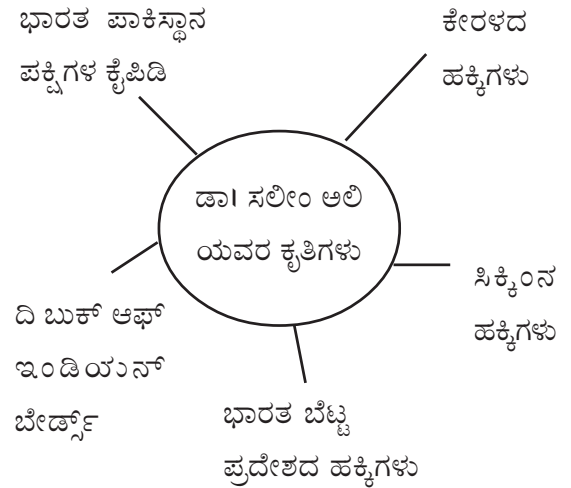 ಭಾರತ ಪಾಕಿಸ್ಥಾನ
ಪಕ್ಷಿಗಳ ಕೈಪಿಡಿ
ಕೇರಳದ
ಹಕ್ಕಿಗಳು
ಡಾ। ಸಲೀಂ ಅಲಿ
ಯವರ ಕೃತಿಗಳು
ಸಿಕ್ಕಿಂನ
ಹಕ್ಕಿಗಳು
ದಿ ಬುಕ್ ಆಫ್
ಇಂಡಿಯನ್
ಬೇರ್ಡ್ಸ್
ಭಾರತ ಬೆಟ್ಟ
ಪ್ರದೇಶದ ಹಕ್ಕಿಗಳು